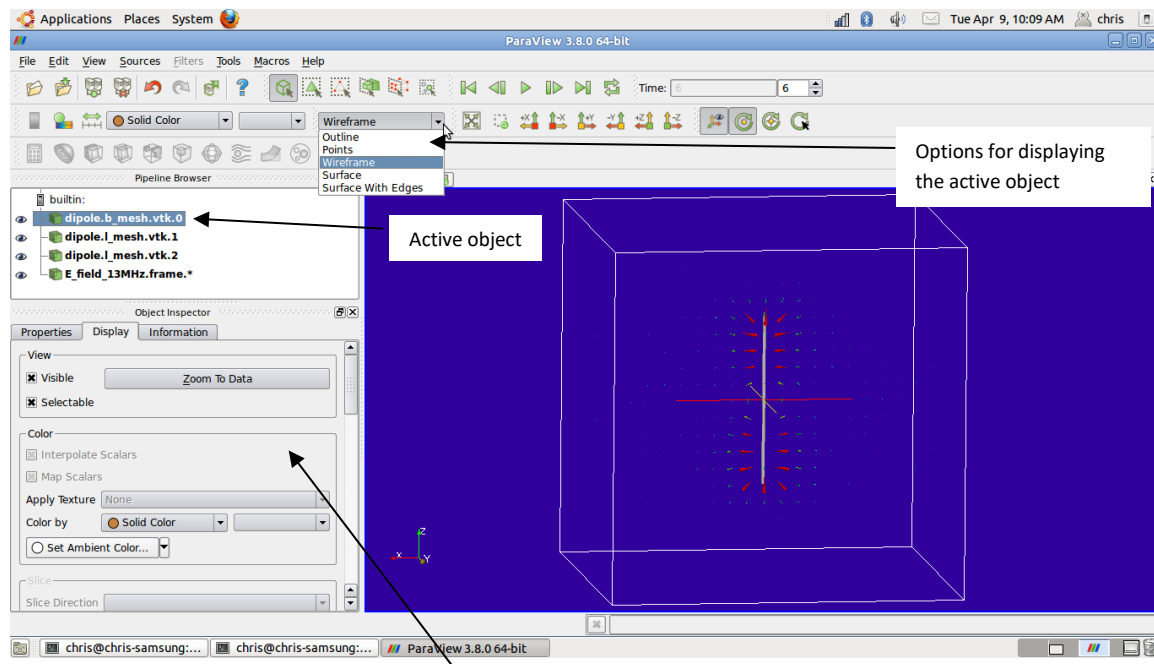 Applications Places System Tue Apr 9, 10:09 AM chris
ParaView 3.8.0 64-bit
File Edit View Sources Filters Tools Macros Help
Time: 6 6
Solid Color Wireframe
Outline
Points
Wireframe
Surface
Surface With Edges
Options for displaying
the active object
Pipeline Browser
builtin:
dipole.b_mesh.vtk.0
dipole.l_mesh.vtk.1
dipole.l_mesh.vtk.2
E_field_13MHz.frame.*
Active object
Object Inspector
Properties Display Information
View
Visible Zoom To Data
Selectable
Color
Interpolate Scalars
Map Scalars
Apply Texture None
Color by Solid Color
Set Ambient Color...
Slice
Slice Direction
Z
X
Y
chris@chris-samsung:... chris@chris-samsung:... ParaView 3.8.0 64-bit